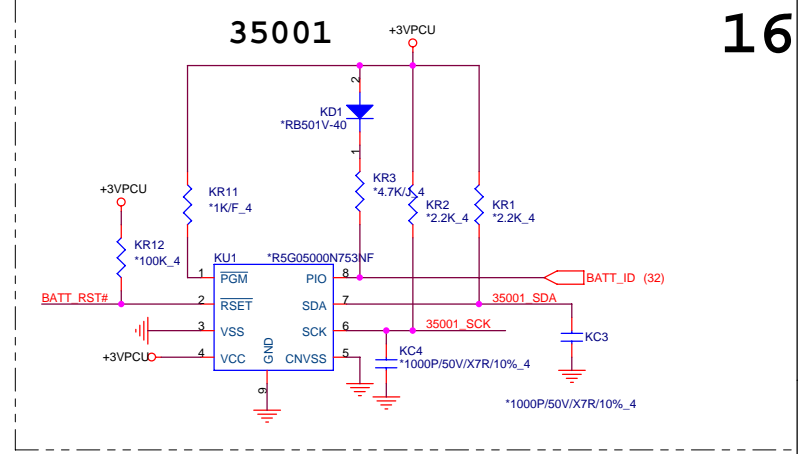 35001
16
+3VPCU
2
KD1
*RB501V-40
1
KR3
*4.7K/J_4
+3VPCU
KR11
*1K/F_4
KR2
*2.2K_4
KR1
*2.2K_4
KR12
*100K_4
KU1
*R5G05000N753NF
1
PGM
PIO
8
BATT_ID (32)
BATT_RST#
2
RSET
SDA
7
35001_SDA
3
VSS
SCK
6
35001_SCK
KC3
+3VPCU
4
VCC
GND
CNVSS
5
KC4
*1000P/50V/X7R/10%_4
9
*1000P/50V/X7R/10%_4